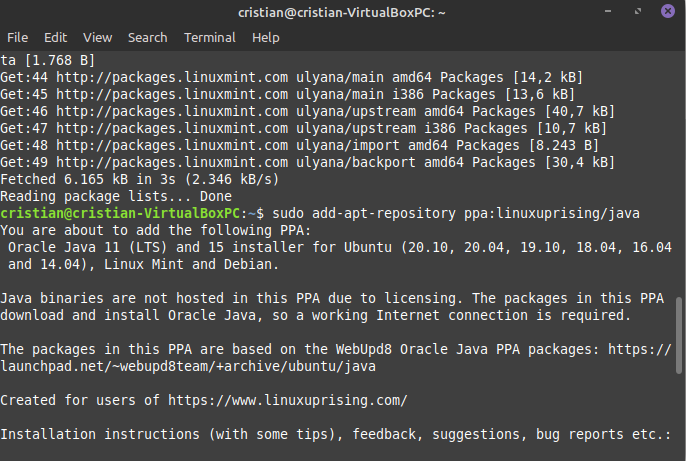 cristian@cristian-VirtualBoxPC: ~
File Edit View Search Terminal Help
ta [1.768 B]
Get:44 http://packages.linuxmint.com ulyana/main amd64 Packages [14,2 kB]
Get:45 http://packages.linuxmint.com ulyana/main i386 Packages [13,6 kB]
Get:46 http://packages.linuxmint.com ulyana/upstream amd64 Packages [40,7 kB]
Get:47 http://packages.linuxmint.com ulyana/upstream i386 Packages [10,7 kB]
Get:48 http://packages.linuxmint.com ulyana/import amd64 Packages [8.243 B]
Get:49 http://packages.linuxmint.com ulyana/backport amd64 Packages [30,4 kB]
Fetched 6.165 kB in 3s (2.346 kB/s)
Reading package lists... Done
cristian@cristian-VirtualBoxPC:~$ sudo add-apt-repository ppa:linuxuprising/java
You are about to add the following PPA:
 Oracle Java 11 (LTS) and 15 installer for Ubuntu (20.10, 20.04, 19.10, 18.04, 16.04
 and 14.04), Linux Mint and Debian.
Java binaries are not hosted in this PPA due to licensing. The packages in this PPA
download and install Oracle Java, so a working Internet connection is required.
The packages in this PPA are based on the WebUpd8 Oracle Java PPA packages: https://
launchpad.net/~webupd8team/+archive/ubuntu/java
Created for users of https://www.linuxuprising.com/
Installation instructions (with some tips), feedback, suggestions, bug reports etc.: